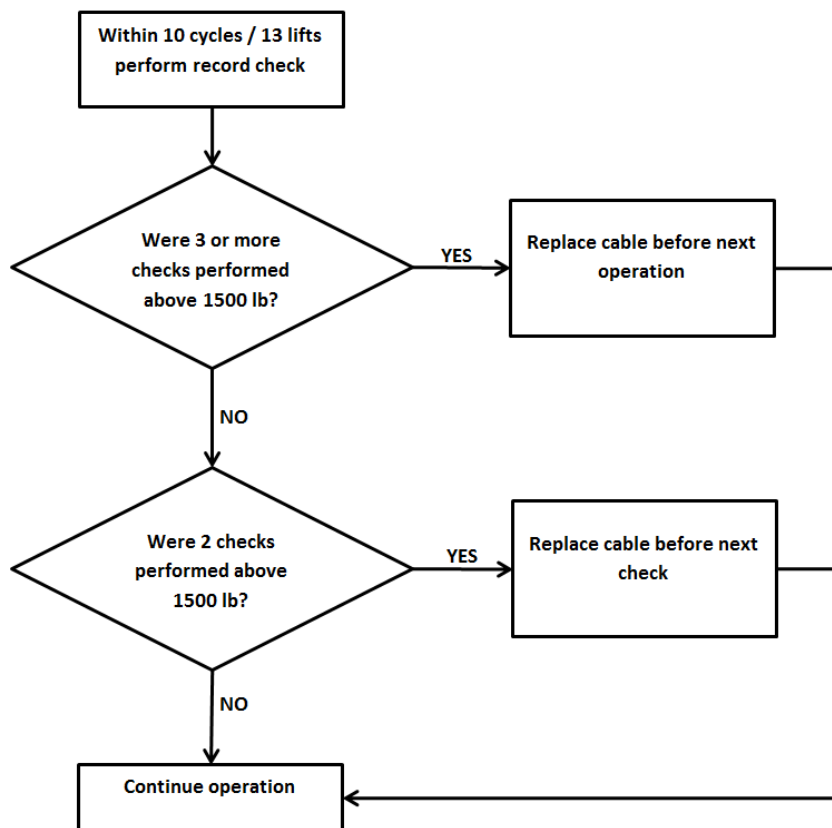 Within 10 cycles / 13 lifts
perform record check
Were 3 or more
checks performed
above 1500 lb?
YES
Replace cable before next
operation
NO
Were 2 checks
performed above
1500 lb?
YES
Replace cable before next
check
NO
Continue operation